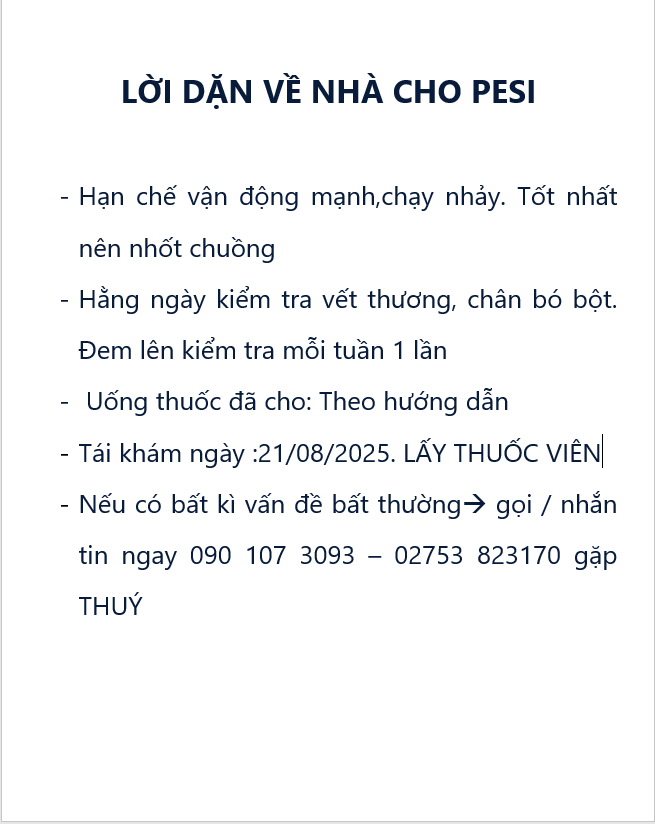 LỜI DẶN VỀ NHÀ CHO PESI
- Hạn chế vận động mạnh,chạy nhảy. Tốt nhất
nên nhốt chuồng
- Hằng ngày kiểm tra vết thương, chân bó bột.
Đem lên kiểm tra mỗi tuần 1 lần
- Uống thuốc đã cho: Theo hướng dẫn
- Tái khám ngày :21/08/2025. LẤY THUỐC VIÊN
- Nếu có bất kì vấn đề bất thường→ gọi / nhắn
tin ngay 090 107 3093 – 02753 823170 gặp
THUÝ